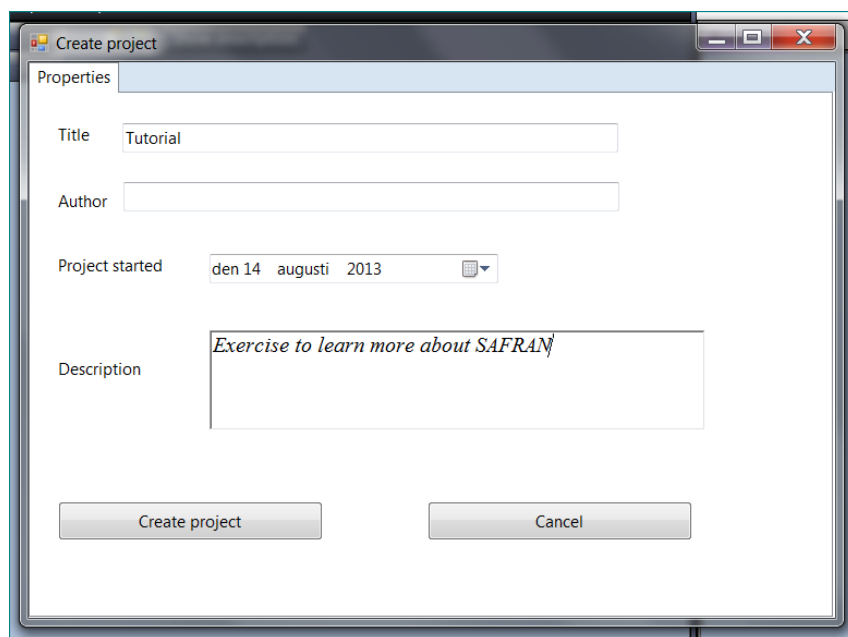 Create project
Properties
Title Tutorial
Author
Project started den 14 augusti 2013
Description Exercise to learn more about SAFRAN
Create project Cancel